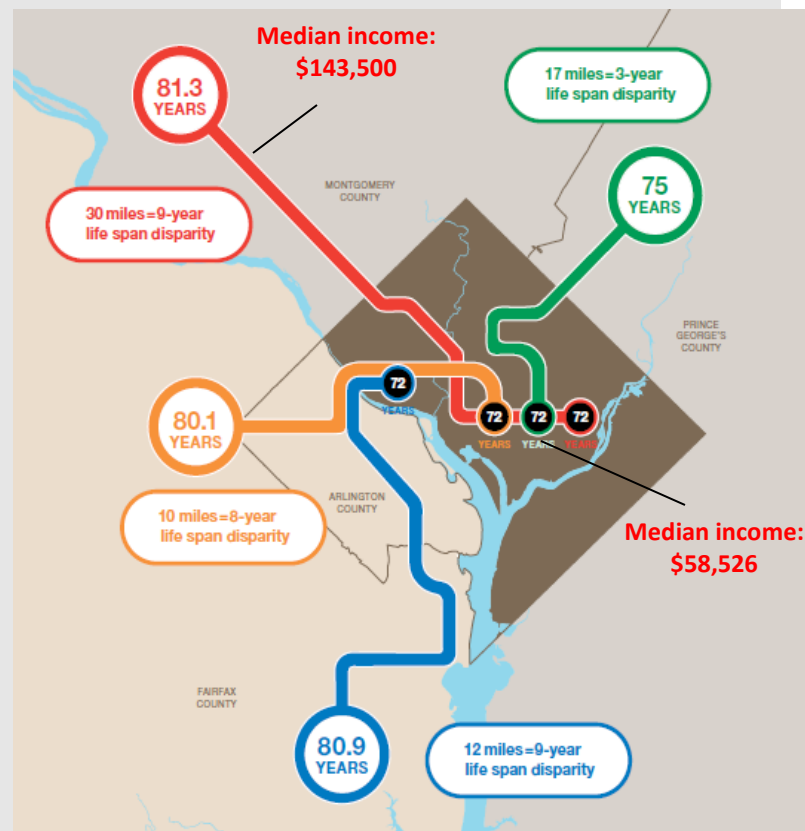 Median income:
$143,500
81.3
YEARS
17 miles=3-year
life span disparity
MONTGOMERY
COUNTY
75
YEARS
30 miles=9-year
life span disparity
PRINCE
GEORGE'S
COUNTY
72
YEARS
80.1
YEARS
72
YEARS
72
YEARS
72
YEARS
ARLINGTON
COUNTY
10 miles=8-year
life span disparity
Median income:
$58,526
FAIRFAX
COUNTY
80.9
YEARS
12 miles=9-year
life span disparity